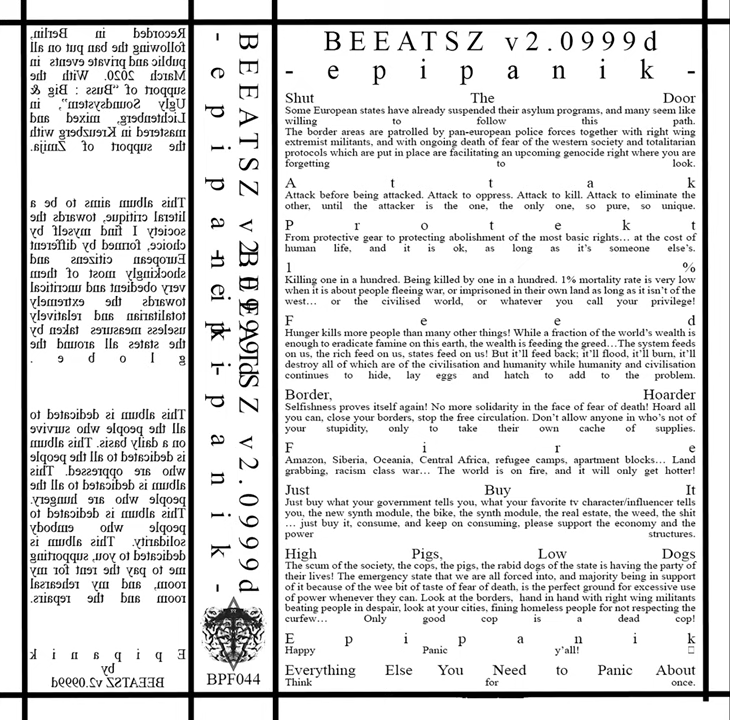 Recorded in Berlin,
following the ban put on all
public and private events in
March 2020. With the
support of “Buss : Big &
Ugly Soundsystem”, in
Lichtenberg, mixed and
mastered in Kreuzberg with
the support of Zmija.
This album aims to be a
literal critique, towards the
society I find myself by
choice, formed by different
European citizens and
shockingly most of them
very obedient and uncritical
towards the extremely
totalitarian and relatively
useless measures taken by
the states all around the
g l o b e .
This album is dedicated to
all the people who survive
on a daily basis. This album
is dedicated to all the people
who are oppressed. This
album is dedicated to all the
people who are hungery.
This album is dedicated to
people who embody
solidarity. This album is
dedicated to you, supporting
me to pay the rent for my
room, and my rehearsal
room and the repairs.
E p i p a n i k
by
BEEATSZ v2.0999d
BEEATSZ v2.0999d
- e p i p a n i k -
BEEATSZ v2.0999d
- e p i p a n i k -
BPF044
BEEATSZ v2.0999d
- e p i p a n i k -
Shut The Door
Some European states have already suspended their asylum programs, and many seem like
willing to follow this path.
The border areas are patrolled by pan-european police forces together with right wing
extremist militants, and with ongoing death of fear of the western society and totalitarian
protocols which are put in place are facilitating an upcoming genocide right where you are
forgetting to look.
A t t a k
Attack before being attacked. Attack to oppress. Attack to kill. Attack to eliminate the
other, until the attacker is the one, the only one, so pure, so unique.
P r o t e k t
From protective gear to protecting abolishment of the most basic rights... at the cost of
human life, and it is ok, as long as it’s someone else’s.
1 %
Killing one in a hundred. Being killed by one in a hundred. 1% mortality rate is very low
when it is about people fleeing war, or imprisoned in their own land as long as it isn’t of the
west... or the civilised world, or whatever you call your privilege!
F e e d
Hunger kills more people than many other things! While a fraction of the world’s wealth is
enough to eradicate famine on this earth, the wealth is feeding the greed...The system feeds
on us, the rich feed on us, states feed on us! But it’ll feed back; it’ll flood, it’ll burn, it’ll
destroy all of which are of the civilisation and humanity while humanity and civilisation
continues to hide, lay eggs and hatch to add to the problem.
Border, Hoarder
Selfishness proves itself again! No more solidarity in the face of fear of death! Hoard all
you can, close your borders, stop the free circulation. Don’t allow anyone in who’s not of
your stupidity, only to take their own cache of supplies.
F i r e
Amazon, Siberia, Oceania, Central Africa, refugee camps, apartment blocks... Land
grabbing, racism class war... The world is on fire, and it will only get hotter!
Just Buy It
Just buy what your government tells you, what your favorite tv character/influencer tells
you, the new synth module, the bike, the synth module, the real estate, the weed, the shit
... just buy it, consume, and keep on consuming, please support the economy and the
power structures.
High Pigs, Low Dogs
The scum of the society, the cops, the pigs, the rabid dogs of the state is having the party of
their lives! The emergency state that we are all forced into, and majority being in support
of it because of the wee bit of taste of fear of death, is the perfect ground for excessive use
of power whenever they can. Look at the borders, hand in hand with right wing militants
beating people in despair, look at your cities, fining homeless people for not respecting the
curfew... Only good cop is a dead cop!
E p i p a n i k
Happy Panic y’all! □
Everything Else You Need to Panic About
Think for once.